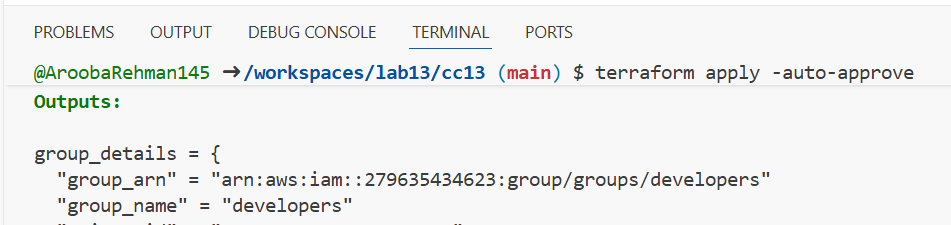 PROBLEMS OUTPUT DEBUG CONSOLE TERMINAL PORTS
@AroobaRehman145 ➜/workspaces/lab13/cc13 (main) $ terraform apply -auto-approve
Outputs:
group_details = {
"group_arn" = "arn:aws:iam::279635434623:group/groups/developers"
"group_name" = "developers"